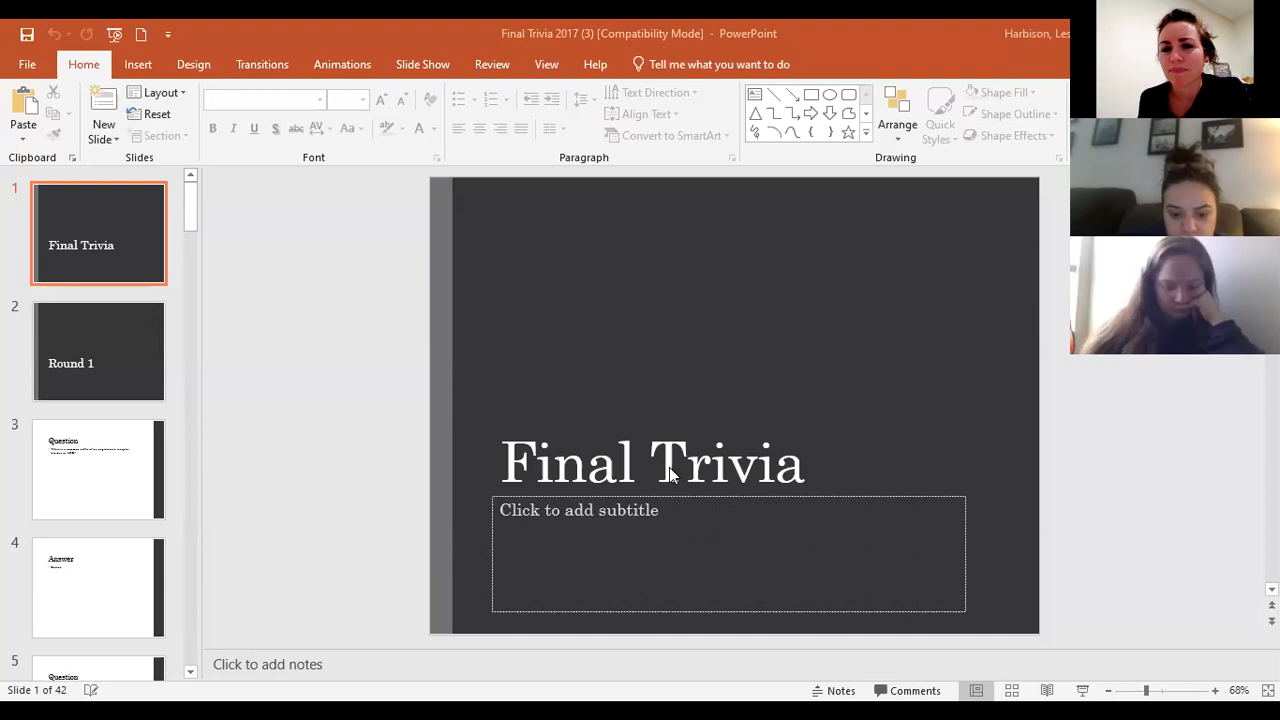 Final Trivia 2017 (3) [Compatibility Mode] - PowerPoint
Harbison, Les
File Home Insert Design Transitions Animations Slide Show Review View Help Tell me what you want to do
Paste
Clipboard
New
Slide
Layout
Reset
Section
Slides
Font
Text Direction
Align Text
Convert to SmartArt
Paragraph
Arrange
Quick
Styles
Shape Fill
Shape Outline
Shape Effects
Drawing
1
Final Trivia
2
Round 1
3
Question
4
Answer
5
Question
Final Trivia
Click to add subtitle
Click to add notes
Slide 1 of 42
Notes
Comments
68%